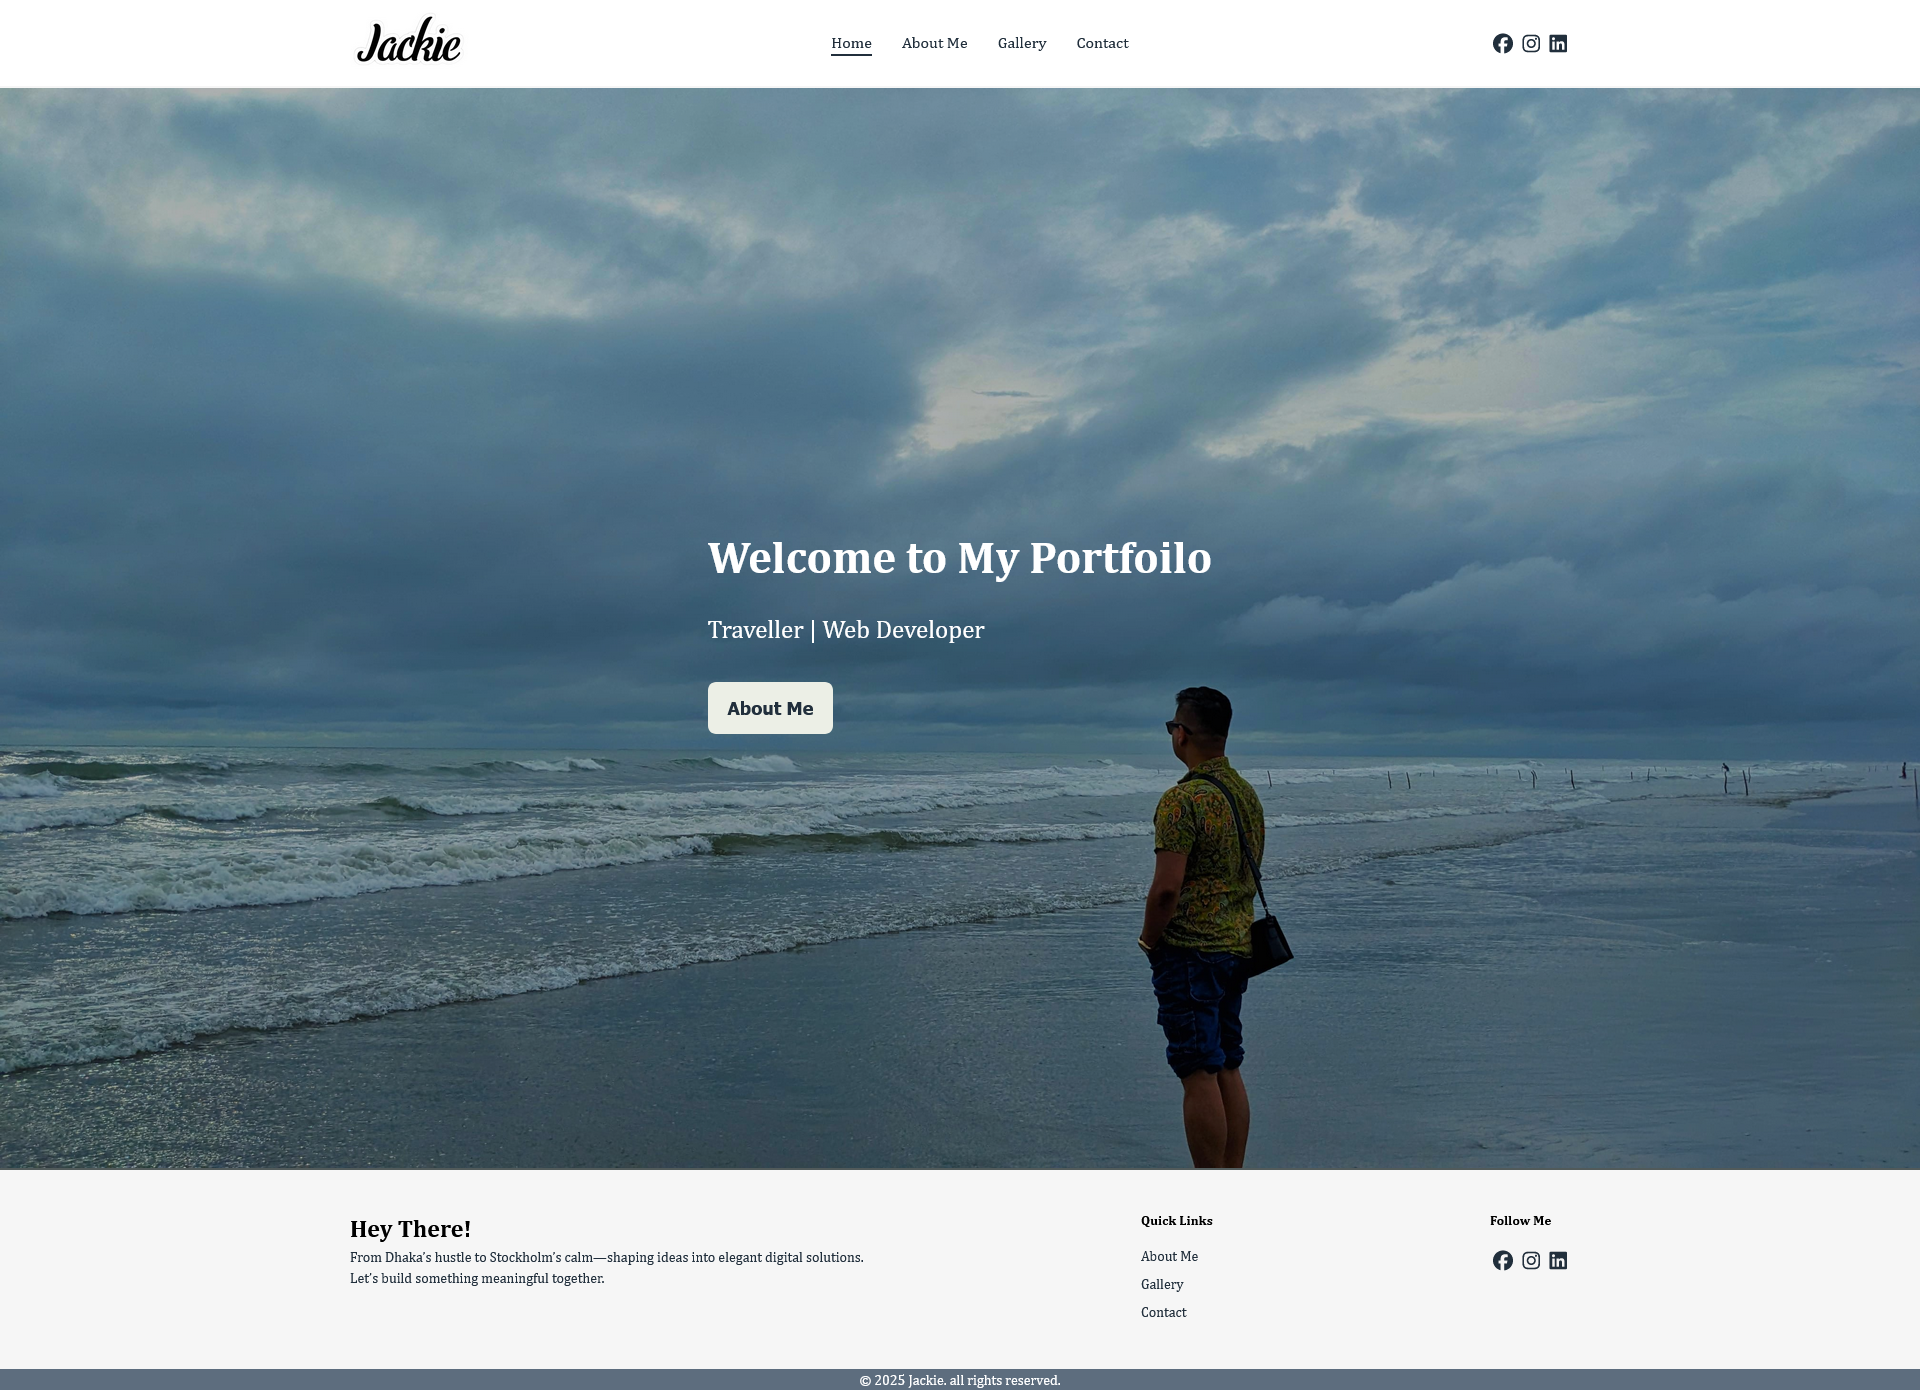 Jackie
Home About Me Gallery Contact
Welcome to My Portfoilo
Traveller | Web Developer
About Me
Hey There!
From Dhaka’s hustle to Stockholm’s calm—shaping ideas into elegant digital solutions.
Let’s build something meaningful together.
Quick Links
About Me
Gallery
Contact
Follow Me
© 2025 Jackie. all rights reserved.